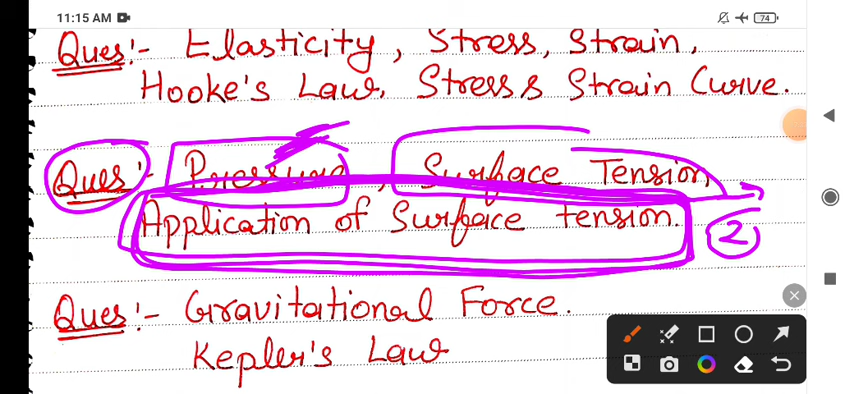 11:15 AM
74
Ques:- Elasticity, Stress, Strain,
Hooke's Law, Stress & Strain Curve.
Ques:- Pressure, Surface Tension,
Application of Surface tension. 2
Ques:- Gravitational Force.
Kepler's Law